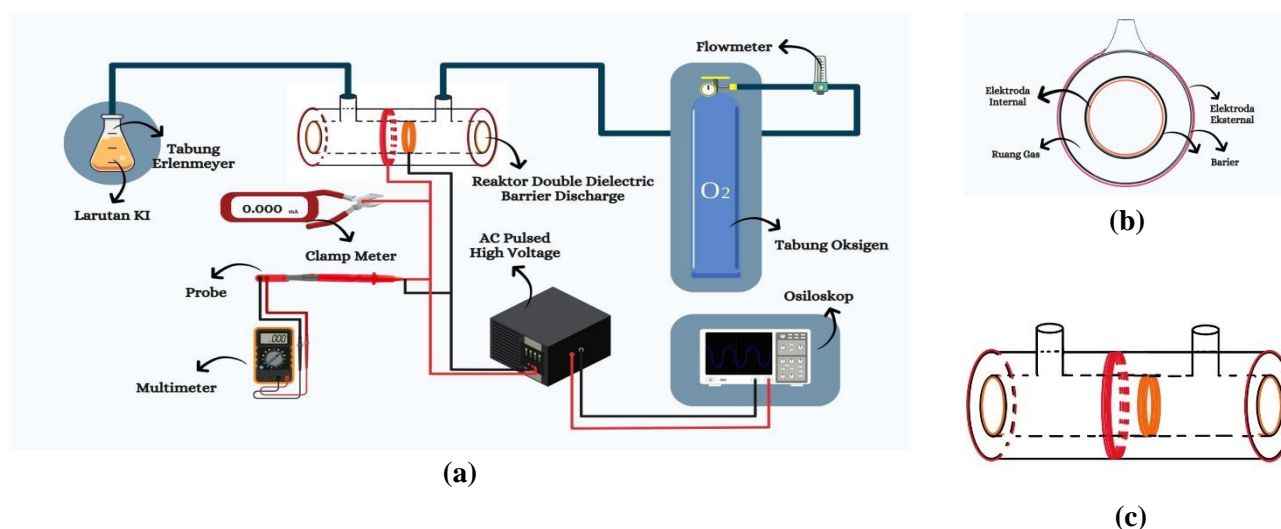 Flowmeter
Tabung
Erlenmeyer
Larutan KI
Reaktor Double Dielectric
Barrier Discharge
O2
0.000 mA
Clamp Meter
AC Pulsed
High Voltage
Tabung Oksigen
Probe
Osiloskop
.000
Multimeter
(a)
Elektroda
Internal
Elektroda
Eksternal
Ruang Gas
Barier
(b)
(c)